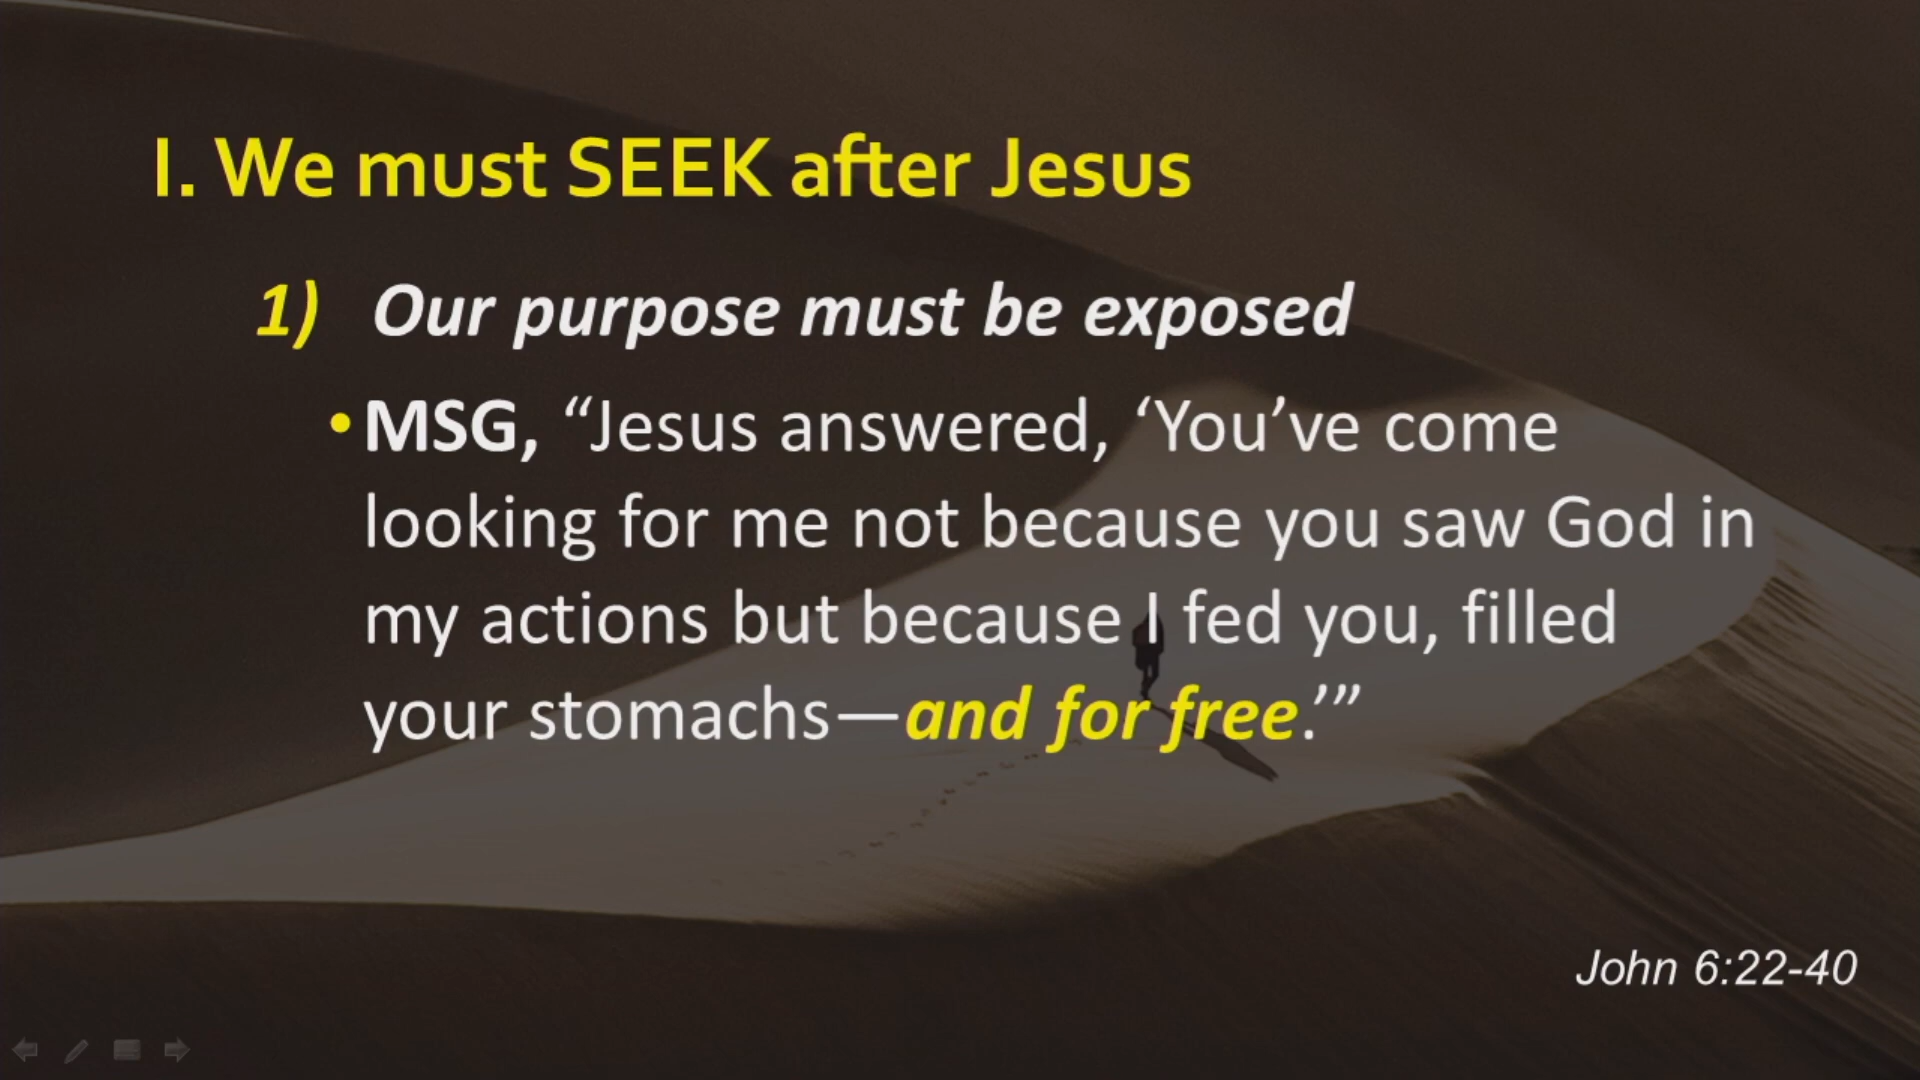 I. We must SEEK after Jesus
1) Our purpose must be exposed
• MSG, “Jesus answered, ‘You’ve come
looking for me not because you saw God in
my actions but because I fed you, filled
your stomachs—and for free.’”
John 6:22-40